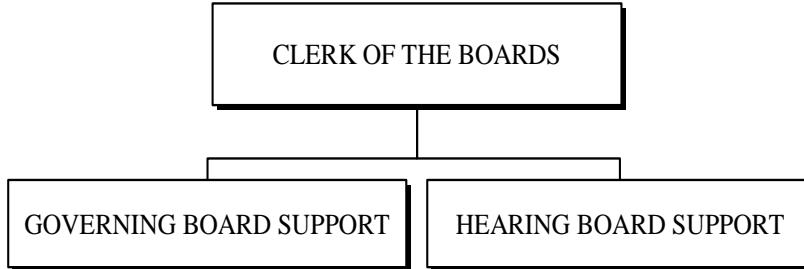 CLERK OF THE BOARDS
GOVERNING BOARD SUPPORT
HEARING BOARD SUPPORT